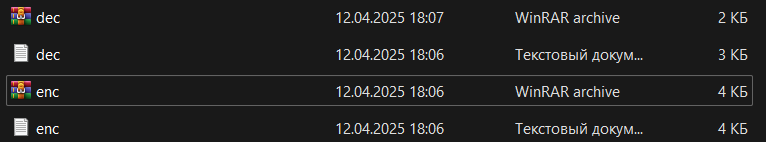 dec 12.04.2025 18:07 WinRAR archive 2 КБ
dec 12.04.2025 18:06 Текстовый докум... 3 КБ
enc 12.04.2025 18:06 WinRAR archive 4 КБ
enc 12.04.2025 18:06 Текстовый докум... 4 КБ